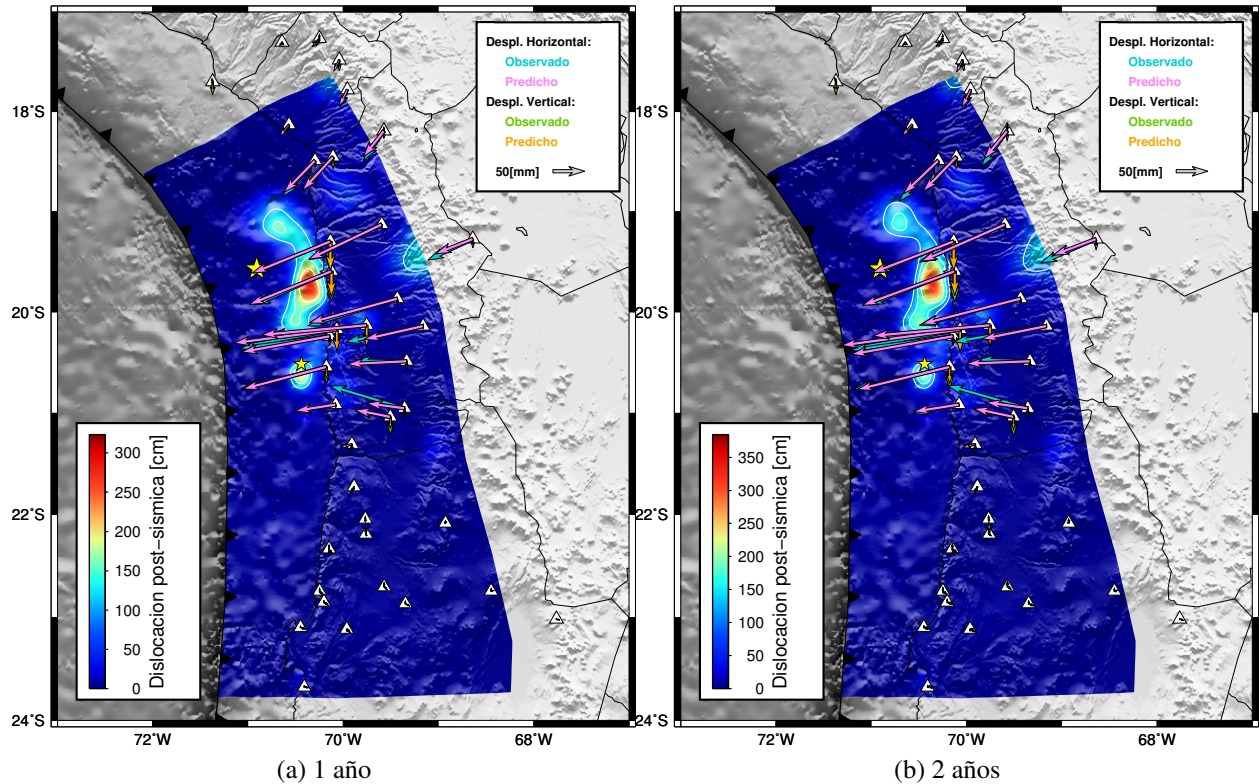 Despl. Horizontal:
Observado
Predicho
Despl. Vertical:
Observado
Predicho
50[mm]
18°S
20°S
22°S
24°S
72°W
70°W
68°W
300
250
200
150
100
50
0
Dislocacion post-sismica [cm]
(a) 1 año
Despl. Horizontal:
Observado
Predicho
Despl. Vertical:
Observado
Predicho
50[mm]
18°S
20°S
22°S
24°S
72°W
70°W
68°W
350
300
250
200
150
100
50
0
Dislocacion post-sismica [cm]
(b) 2 años